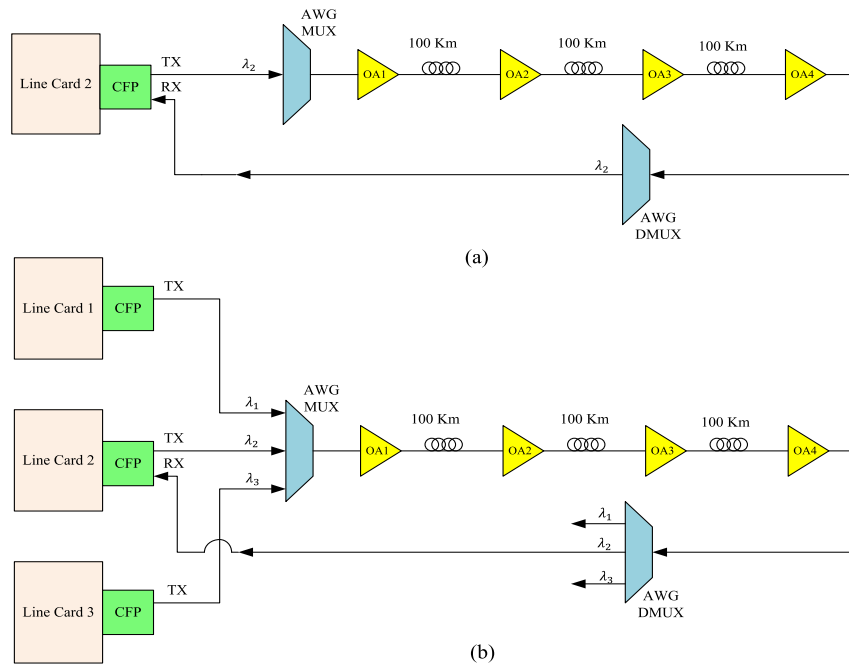 AWG
MUX
100 Km
100 Km
100 Km
TX
λ₂
Line Card 2
CFP
OA1
OA2
OA3
OA4
RX
λ₂
AWG
DMUX
(a)
TX
Line Card 1
CFP
AWG
MUX
λ₁
100 Km
100 Km
100 Km
TX
λ₂
Line Card 2
CFP
OA1
OA2
OA3
OA4
RX
λ₃
λ₁
λ₂
λ₃
TX
AWG
DMUX
Line Card 3
CFP
(b)